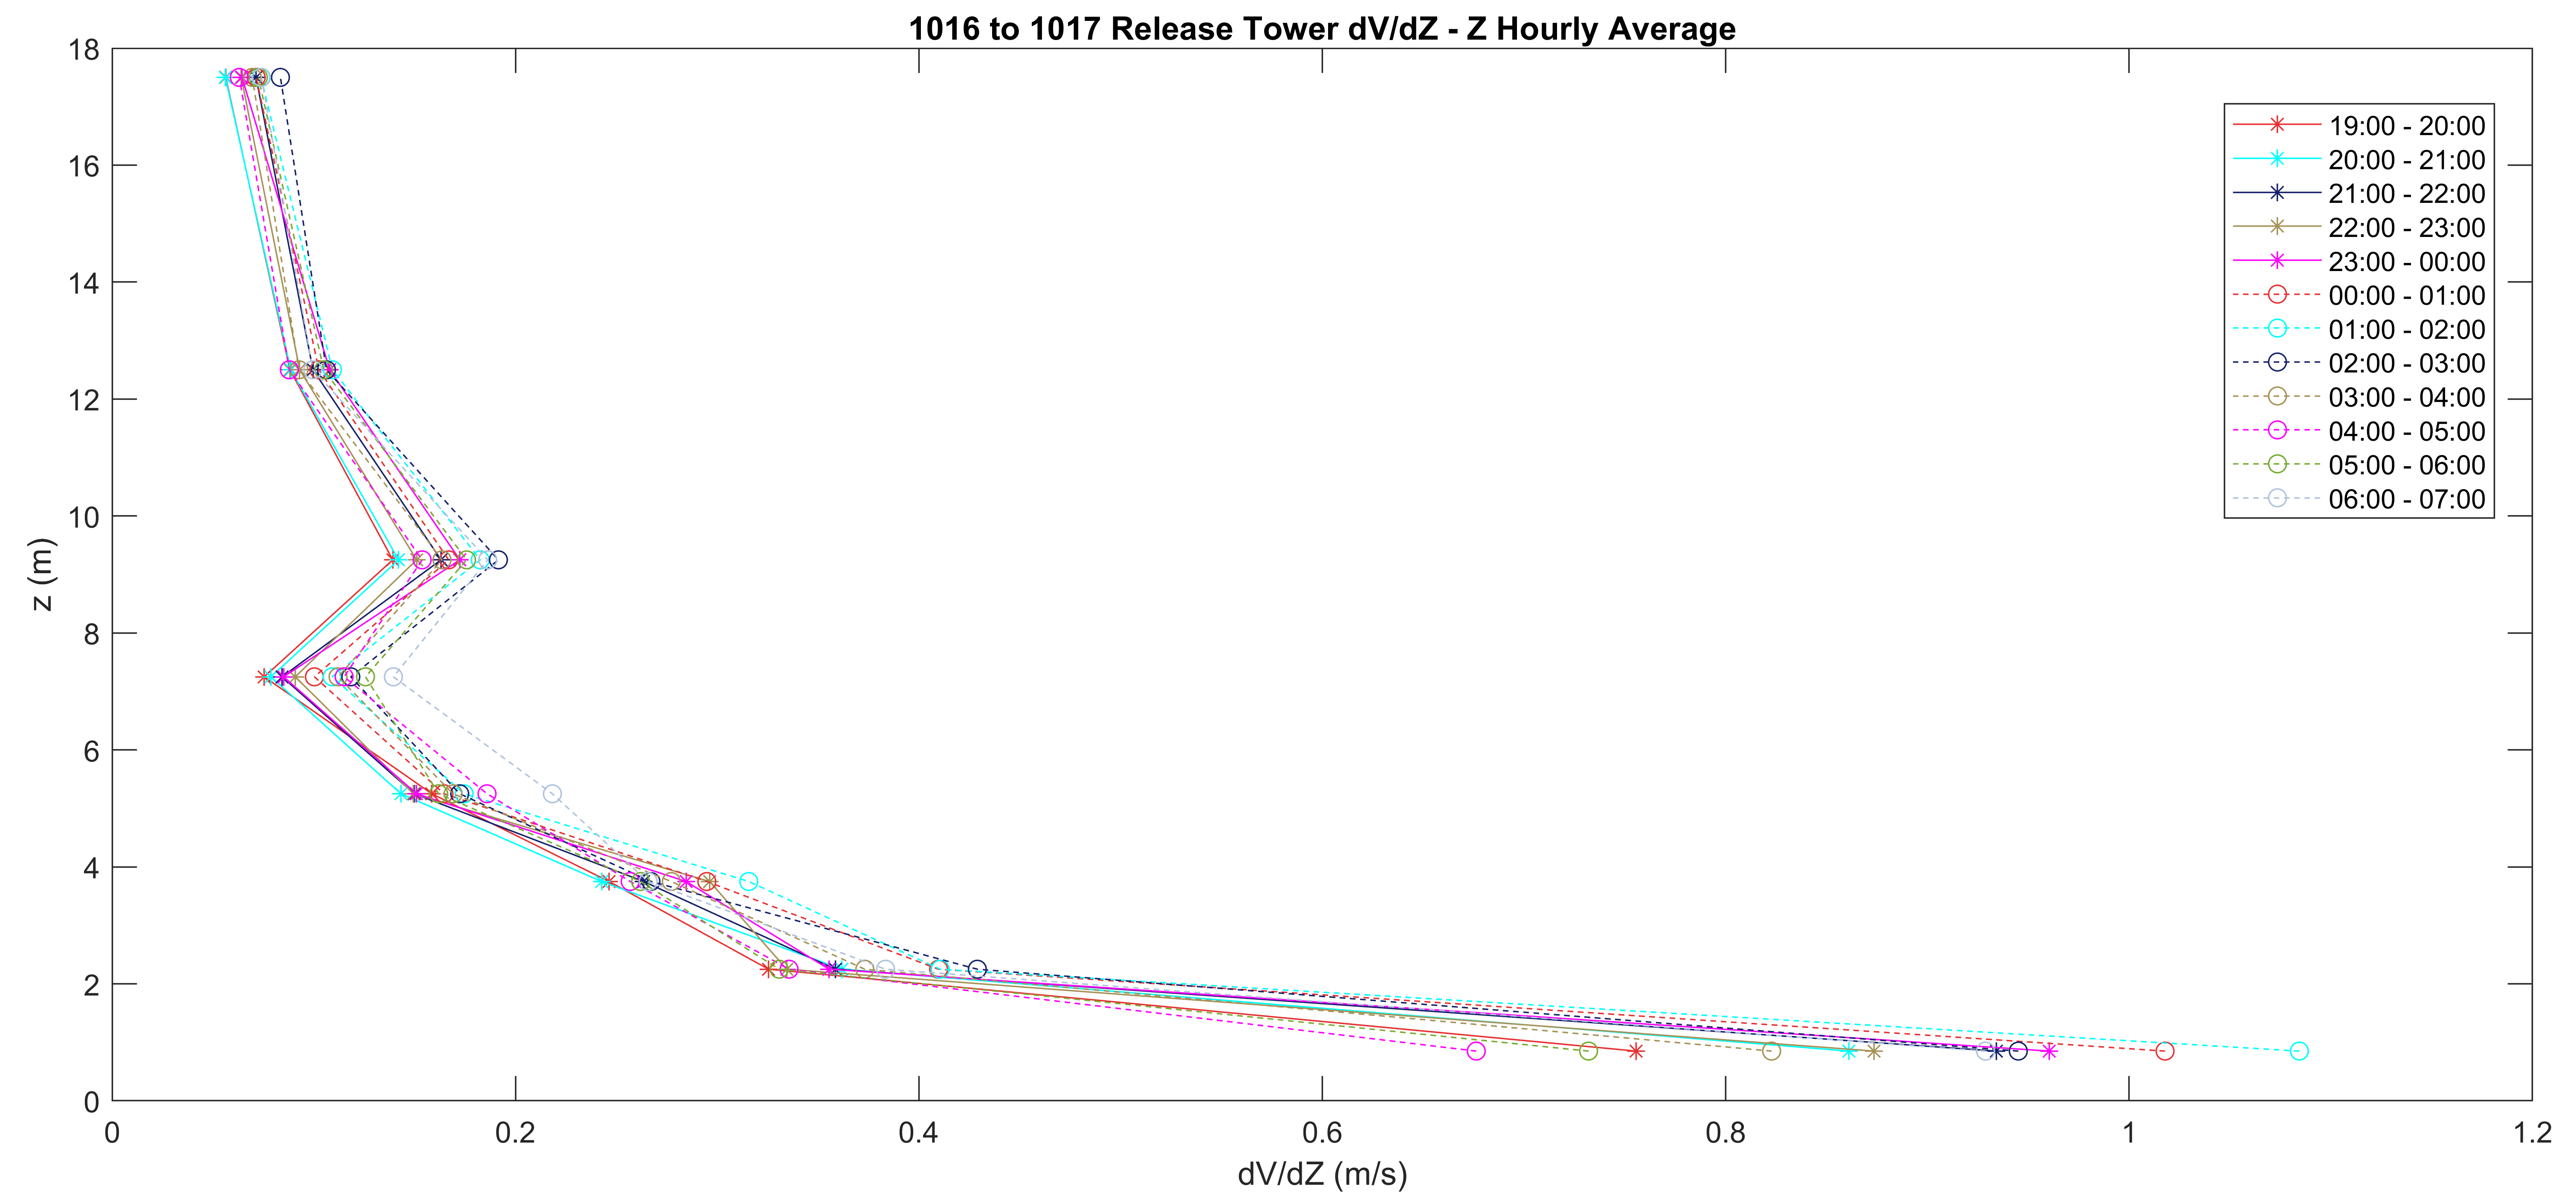 1016 to 1017 Release Tower dV/dZ - Z Hourly Average
18
16
14
12
10
8
6
4
2
0
z (m)
19:00 - 20:00
20:00 - 21:00
21:00 - 22:00
22:00 - 23:00
23:00 - 00:00
00:00 - 01:00
01:00 - 02:00
02:00 - 03:00
03:00 - 04:00
04:00 - 05:00
05:00 - 06:00
06:00 - 07:00
0 0.2 0.4 0.6 0.8 1 1.2
dV/dZ (m/s)